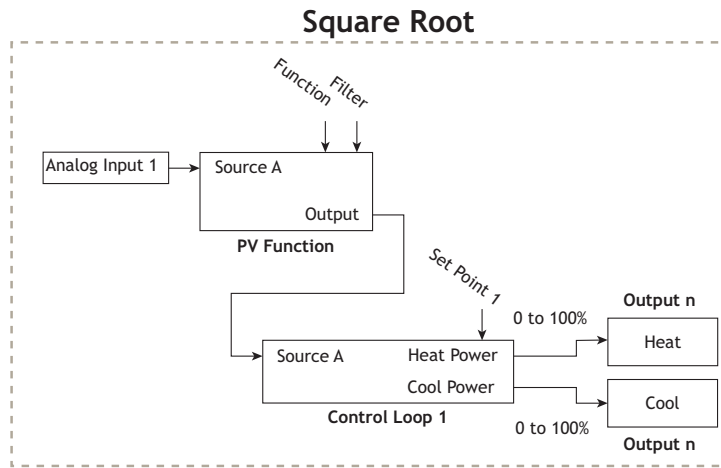 Square Root
Function
Filter
Analog Input 1
Source A
Output
PV Function
Set Point 1
Output n
0 to 100%
Source A
Heat Power
Heat
Cool Power
Cool
Control Loop 1
0 to 100%
Output n